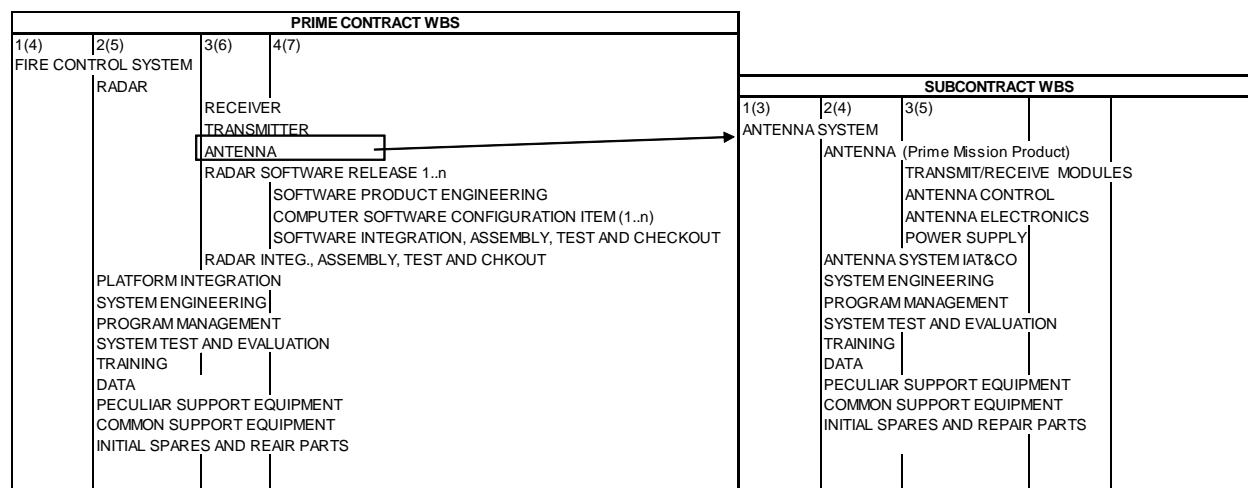 PRIME CONTRACT WBS
1(4) 2(5) 3(6) 4(7)
FIRE CONTROL SYSTEM
RADAR
RECEIVER
TRANSMITTER
ANTENNA
RADAR SOFTWARE RELEASE 1..n
SOFTWARE PRODUCT ENGINEERING
COMPUTER SOFTWARE CONFIGURATION ITEM (1..n)
SOFTWARE INTEGRATION, ASSEMBLY, TEST AND CHECKOUT
RADAR INTEG., ASSEMBLY, TEST AND CHKOUT
PLATFORM INTEGRATION
SYSTEM ENGINEERING
PROGRAM MANAGEMENT
SYSTEM TEST AND EVALUATION
TRAINING
DATA
PECULIAR SUPPORT EQUIPMENT
COMMON SUPPORT EQUIPMENT
INITIAL SPARES AND REAIR PARTS
SUBCONTRACT WBS
1(3) 2(4) 3(5)
ANTENNA SYSTEM
ANTENNA (Prime Mission Product)
TRANSMIT/RECEIVE MODULES
ANTENNA CONTROL
ANTENNA ELECTRONICS
POWER SUPPLY
ANTENNA SYSTEM IAT&CO
SYSTEM ENGINEERING
PROGRAM MANAGEMENT
SYSTEM TEST AND EVALUATION
TRAINING
DATA
PECULIAR SUPPORT EQUIPMENT
COMMON SUPPORT EQUIPMENT
INITIAL SPARES AND REPAIR PARTS